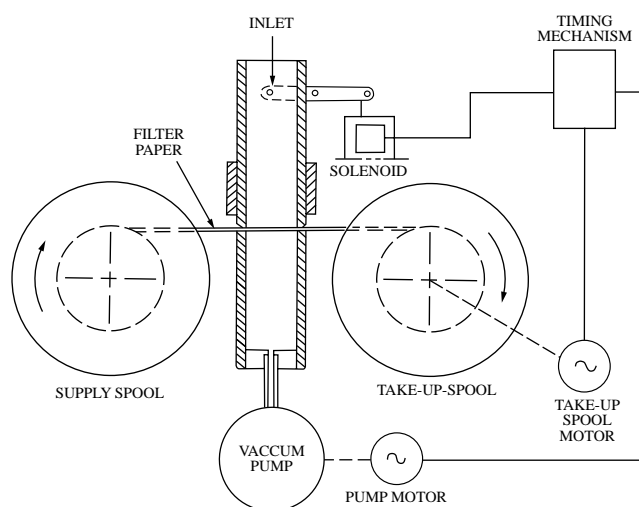 INLET
TIMING
MECHANISM
FILTER
PAPER
SOLENOID
SUPPLY SPOOL
TAKE-UP-SPOOL
TAKE-UP
SPOOL
MOTOR
VACCUM
PUMP
PUMP MOTOR